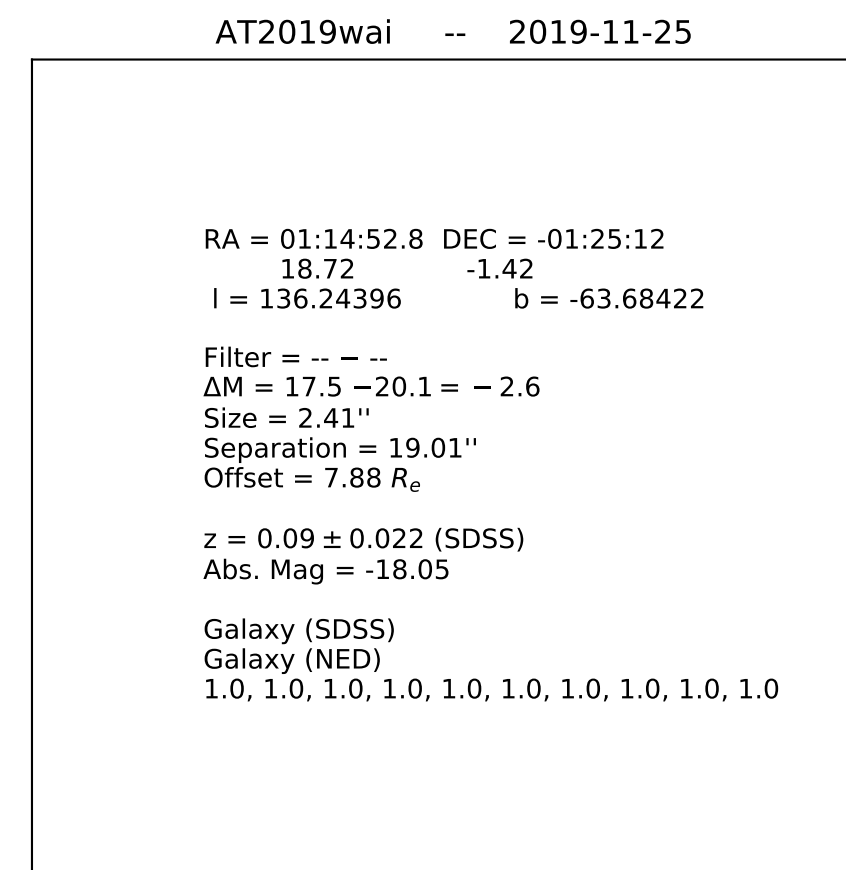 AT2019wai -- 2019-11-25
RA = 01:14:52.8 DEC = -01:25:12
18.72 -1.42
l = 136.24396 b = -63.68422
Filter = -- − --
ΔM = 17.5 −20.1 = − 2.6
Size = 2.41''
Separation = 19.01''
Offset = 7.88 Rₑ
z = 0.09 ± 0.022 (SDSS)
Abs. Mag = -18.05
Galaxy (SDSS)
Galaxy (NED)
1.0, 1.0, 1.0, 1.0, 1.0, 1.0, 1.0, 1.0, 1.0, 1.0